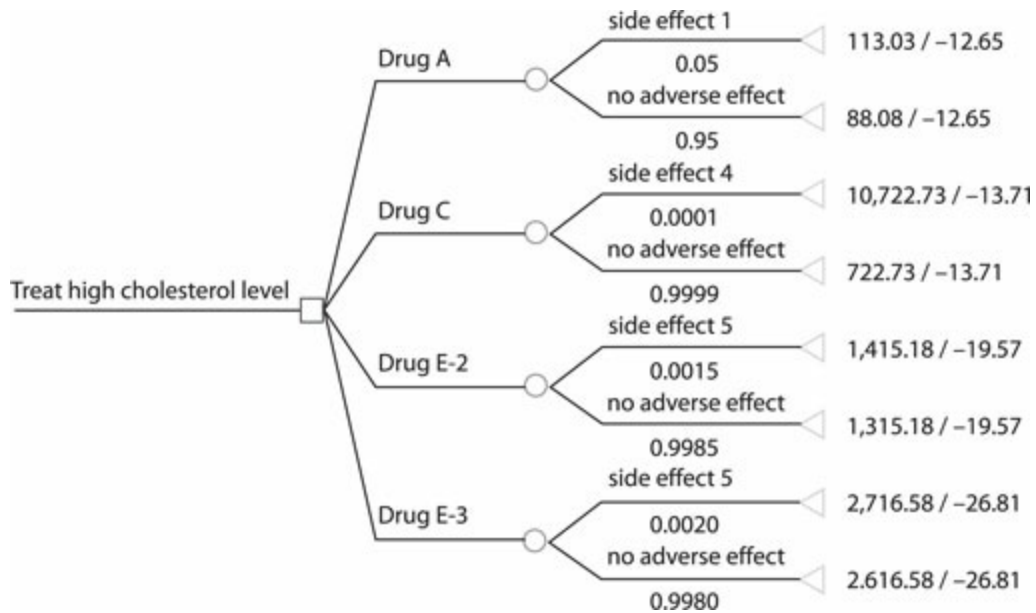 side effect 1
113.03 / –12.65
Drug A
0.05
no adverse effect
88.08 / –12.65
0.95
side effect 4
10,722.73 / –13.71
Drug C
0.0001
no adverse effect
722.73 / –13.71
0.9999
Treat high cholesterol level
side effect 5
1,415.18 / –19.57
Drug E-2
0.0015
no adverse effect
1,315.18 / –19.57
0.9985
side effect 5
2,716.58 / –26.81
Drug E-3
0.0020
no adverse effect
2.616.58 / –26.81
0.9980